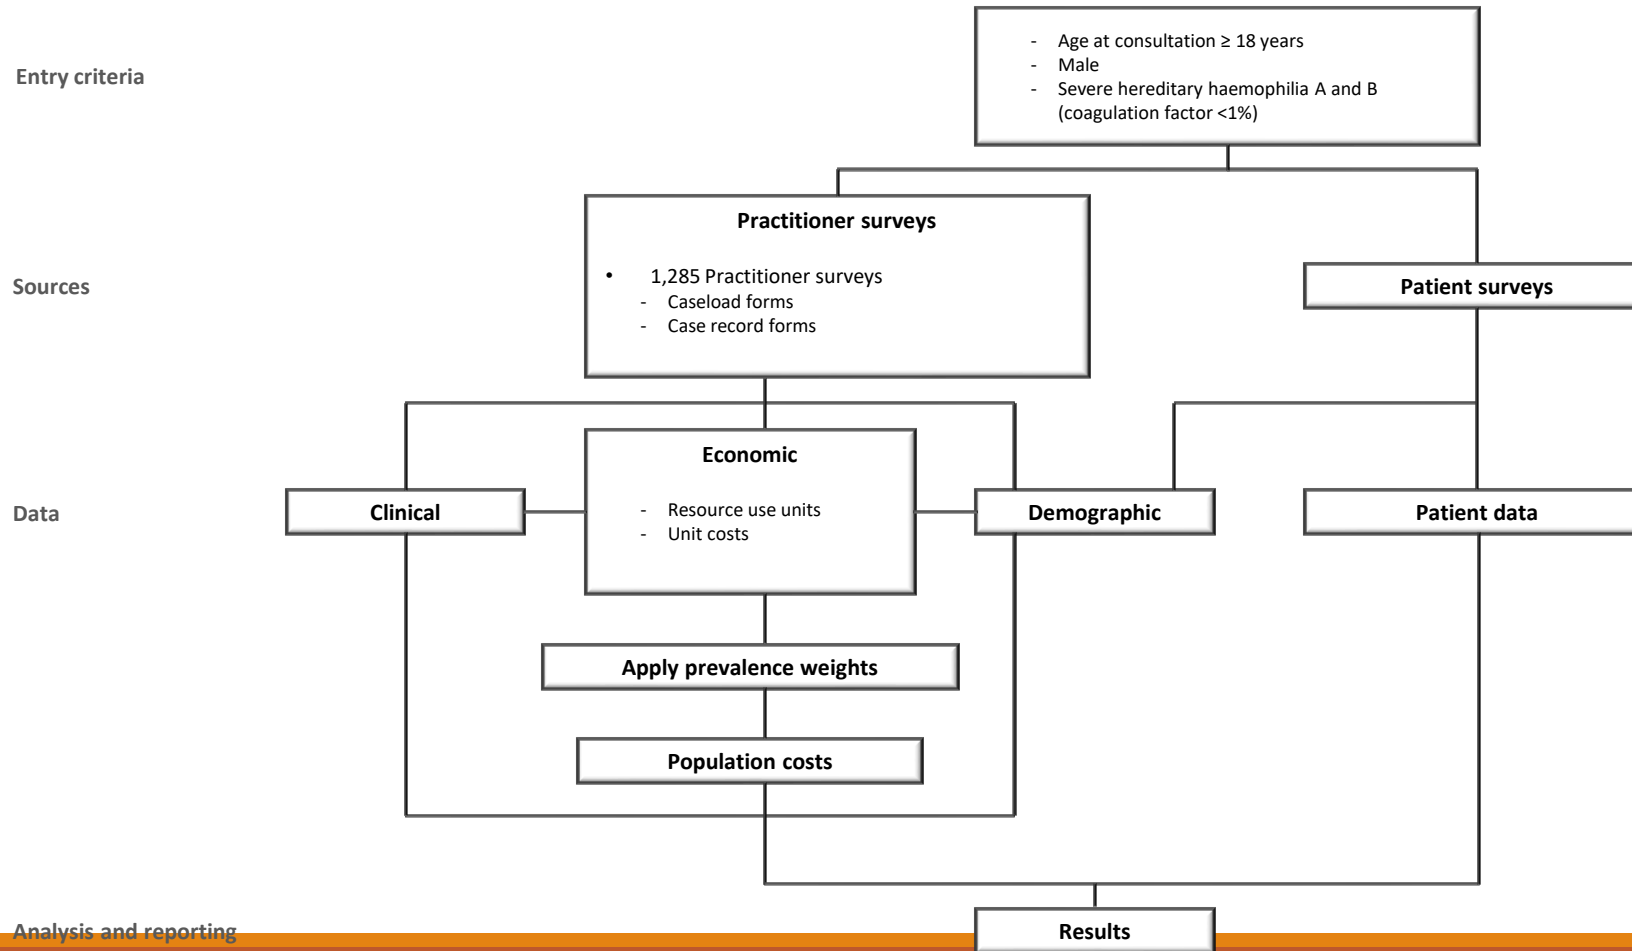 Entry criteria
- Age at consultation ≥ 18 years
- Male
- Severe hereditary haemophilia A and B
(coagulation factor <1%)
Sources
Practitioner surveys
• 1,285 Practitioner surveys
- Caseload forms
- Case record forms
Patient surveys
Data
Clinical
Economic
- Resource use units
- Unit costs
Demographic
Patient data
Apply prevalence weights
Population costs
Analysis and reporting
Results